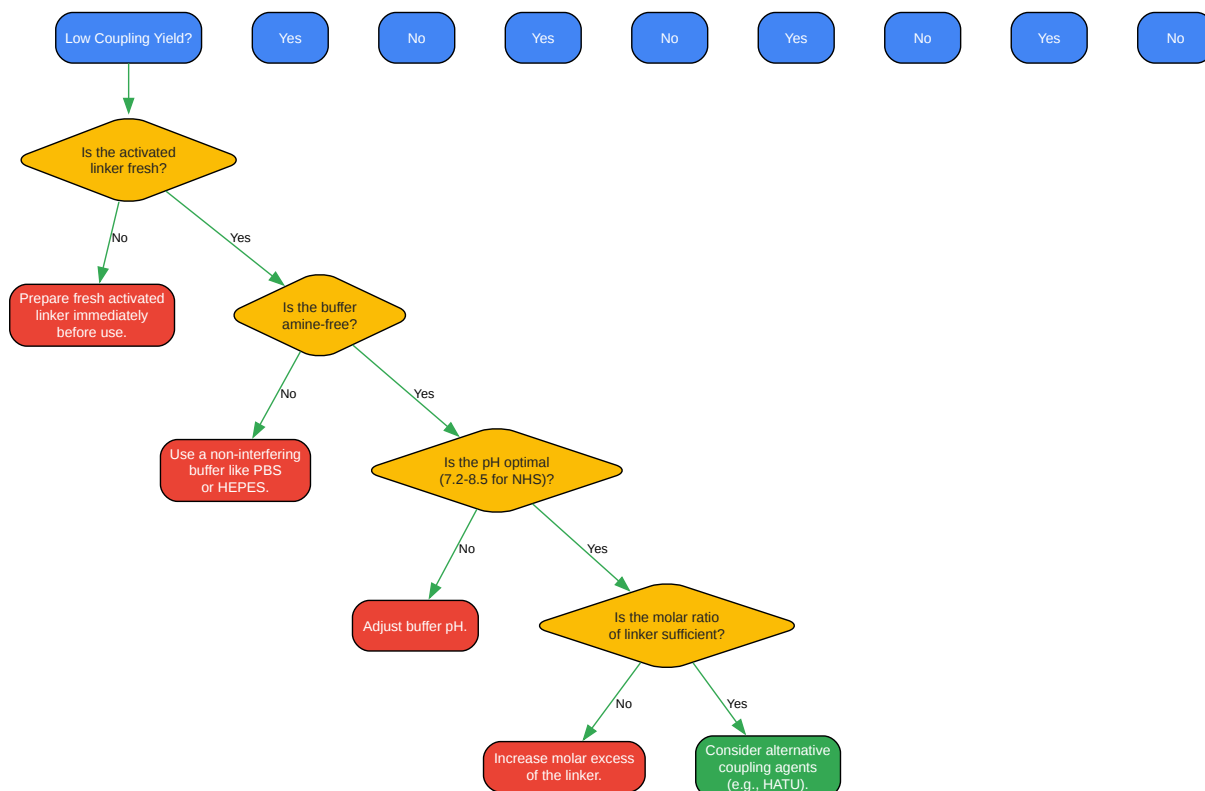 Low Coupling Yield?
Yes
No
Yes
No
Yes
No
Yes
No
Is the activated
linker fresh?
No
Yes
Prepare fresh activated
linker immediately
before use.
Is the buffer
amine-free?
No
Yes
Use a non-interfering
buffer like PBS
or HEPES.
Is the pH optimal
(7.2-8.5 for NHS)?
No
Yes
Adjust buffer pH.
Is the molar ratio
of linker sufficient?
No
Yes
Increase molar excess
of the linker.
Consider alternative
coupling agents
(e.g., HATU).